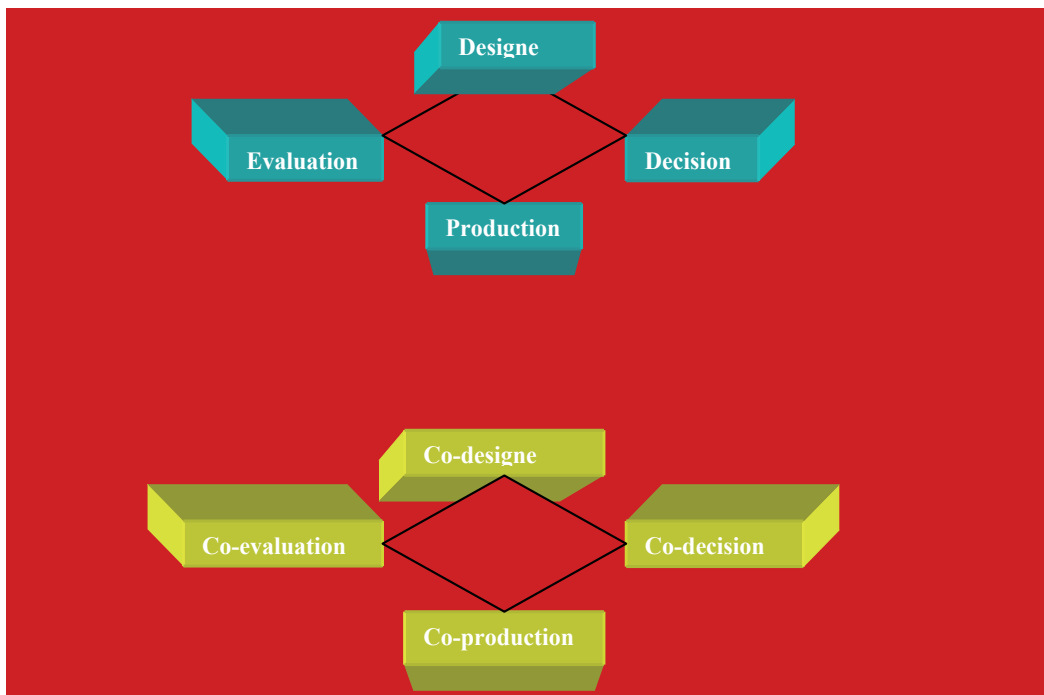 Designe
Evaluation
Decision
Production
Co-designe
Co-evaluation
Co-decision
Co-production